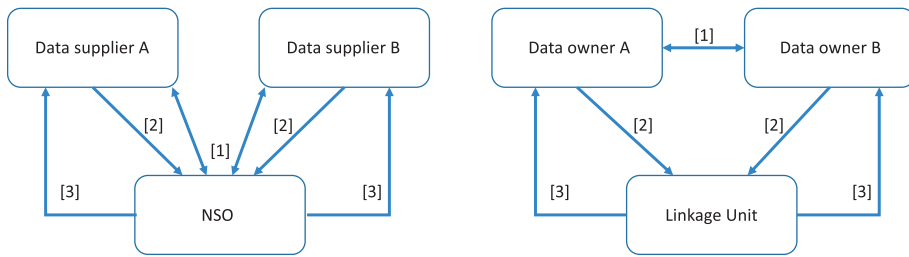 Data supplier A
Data supplier B
[2]
[1]
[2]
[3]
NSO
[3]
Data owner A
[1]
Data owner B
[2]
[2]
[3]
Linkage Unit
[3]